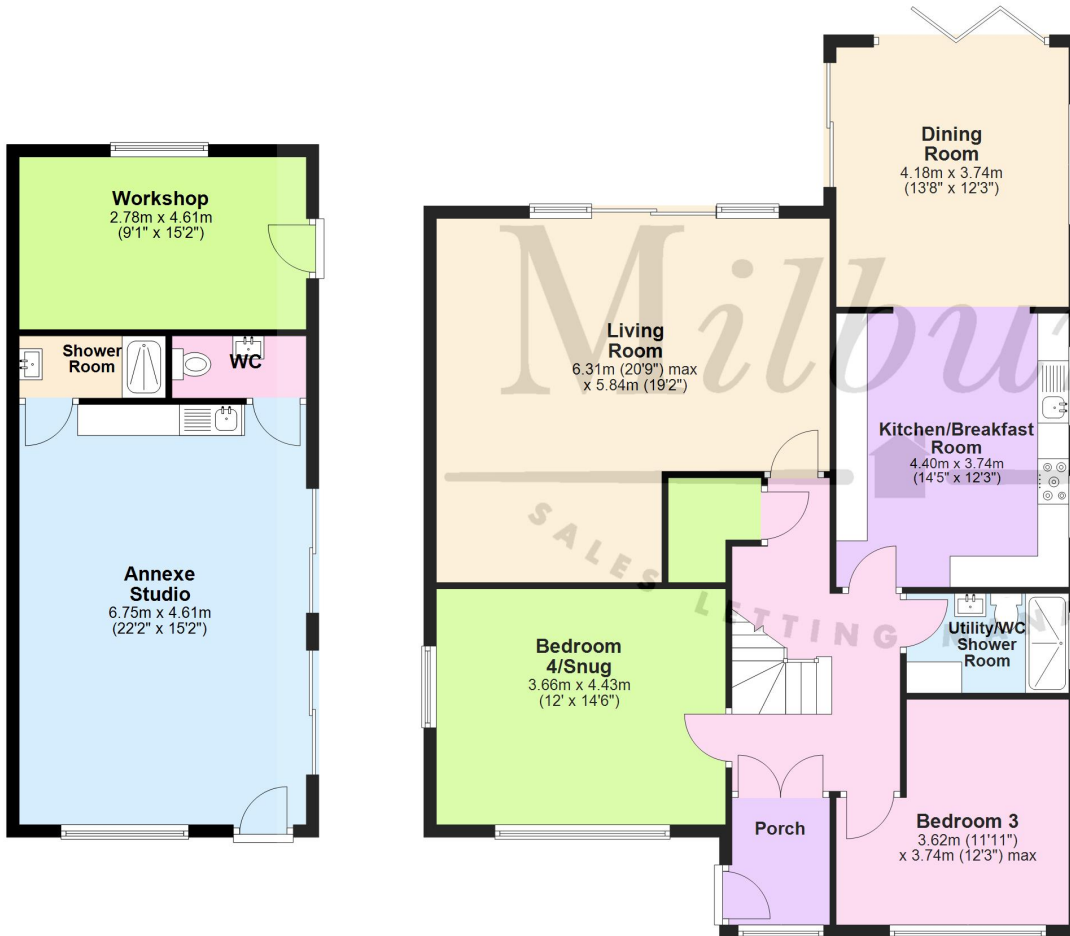 Dining
Room
4.18m x 3.74m
(13'8" x 12'3")
Workshop
2.78m x 4.61m
(9'1" x 15'2")
Living
Room
6.31m (20'9") max
x 5.84m (19'2")
Shower
Room
WC
Kitchen/Breakfast
Room
4.40m x 3.74m
(14'5" x 12'3")
Annexe
Studio
6.75m x 4.61m
(22'2" x 15'2")
Bedroom
4/Snug
3.66m x 4.43m
(12' x 14'6")
Utility/WC
Shower
Room
Porch
Bedroom 3
3.62m (11'11")
x 3.74m (12'3") max
SALES LETTING